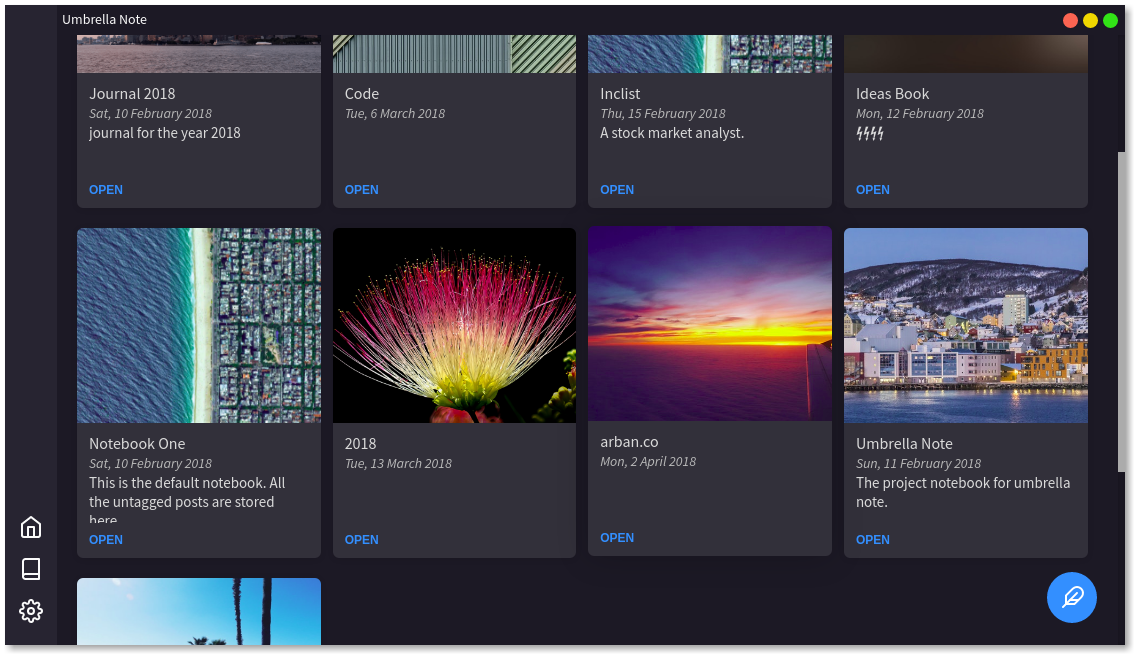 Umbrella Note
Journal 2018
Sat, 10 February 2018
journal for the year 2018
OPEN
Code
Tue, 6 March 2018
OPEN
Inclist
Thu, 15 February 2018
A stock market analyst.
OPEN
Ideas Book
Mon, 12 February 2018
ϟϟϟϟ
OPEN
Notebook One
Sat, 10 February 2018
This is the default notebook. All
the untagged posts are stored
here
OPEN
2018
Tue, 13 March 2018
OPEN
arban.co
Mon, 2 April 2018
OPEN
Umbrella Note
Sun, 11 February 2018
The project notebook for umbrella
note.
OPEN